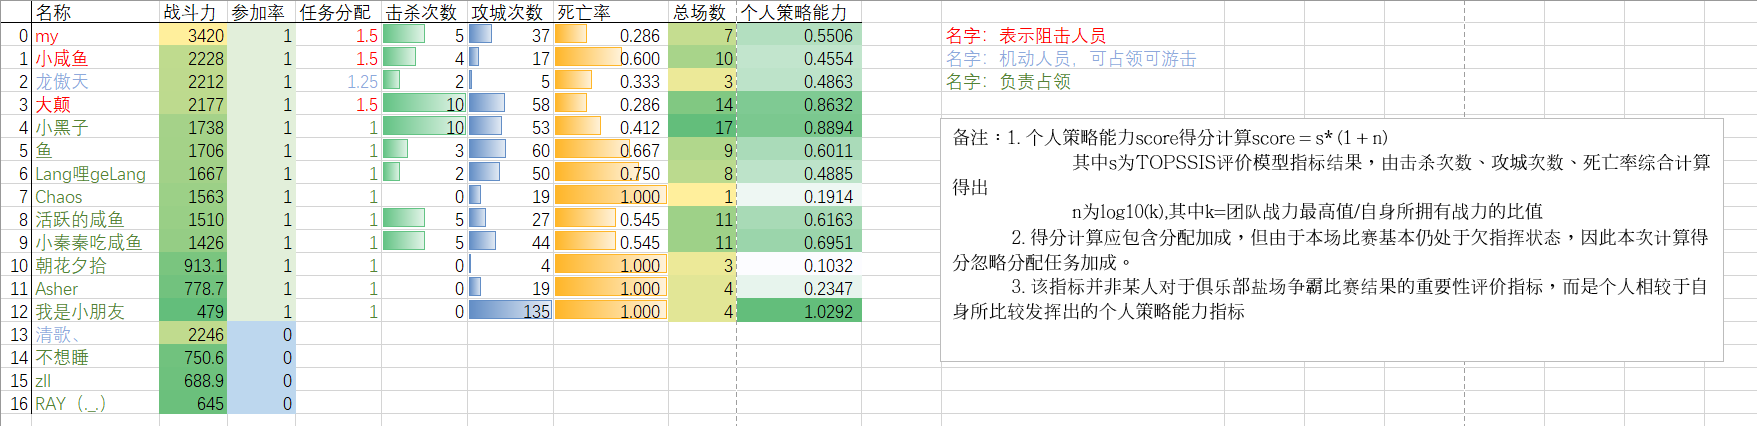 名称 战斗力 参加率 任务分配 击杀次数 攻城次数 死亡率 总场数 个人策略能力
0 my 3420 1 1.5 5 37 0.286 7 0.5506 名字：表示阻击人员
1 小咸鱼 2228 1 1.5 4 17 0.600 10 0.4554 名字：机动人员，可占领可游击
2 龙傲天 2212 1 1.25 2 5 0.333 3 0.4863 名字：负责占领
3 大颠 2177 1 1.5 10 58 0.286 14 0.8632
4 小黑子 1738 1 1 10 53 0.412 17 0.8894
5 鱼 1706 1 1 3 60 0.667 9 0.6011
6 Lang哩geLang 1667 1 1 2 50 0.750 8 0.4885
7 Chaos 1563 1 1 0 19 1.000 1 0.1914
8 活跃的咸鱼 1510 1 1 5 27 0.545 11 0.6163
9 小秦秦吃咸鱼 1426 1 1 5 44 0.545 11 0.6951
10 朝花夕拾 913.1 1 1 0 4 1.000 3 0.1032
11 Asher 778.7 1 1 0 19 1.000 4 0.2347
12 我是小朋友 479 1 1 0 135 1.000 4 1.0292
13 清歌、 2246 0
14 不想睡 750.6 0
15 zll 688.9 0
16 RAY（._.） 645 0
备注：1. 个人策略能力score得分计算score＝s*(1＋n)
其中s为TOPSSIS评价模型指标结果，由击杀次数、攻城次数、死亡率综合计算
得出
n为log10(k),其中k=团队战力最高值/自身所拥有战力的比值
2. 得分计算应包含分配加成，但由于本场比赛基本仍处于欠指挥状态，因此本次计算得
分忽略分配任务加成。
3. 该指标并非某人对于俱乐部盐场争霸比赛结果的重要性评价指标，而是个人相较于自
身所比较发挥出的个人策略能力指标